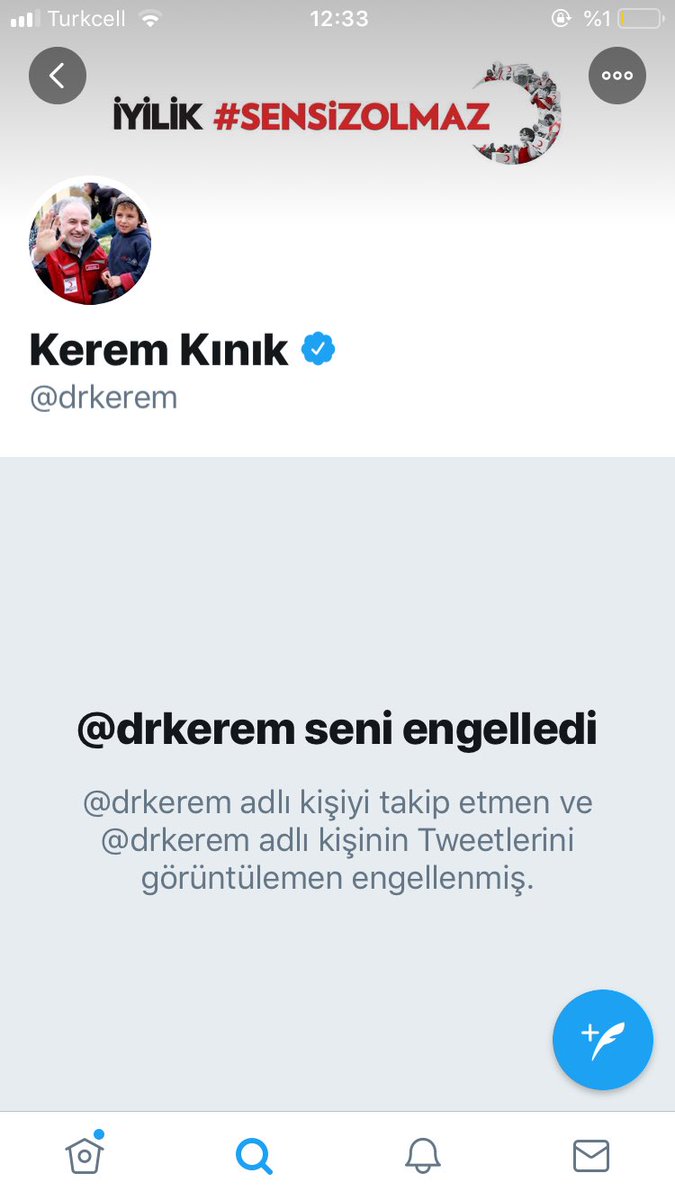 Turkcell 12:33 %1
İYİLİK #SENSİZOLMAZ
Kerem Kınık
@drkerem
@drkerem seni engelledi
@drkerem adlı kişiyi takip etmen ve
@drkerem adlı kişinin Tweetlerini
görüntülemen engellenmiş.